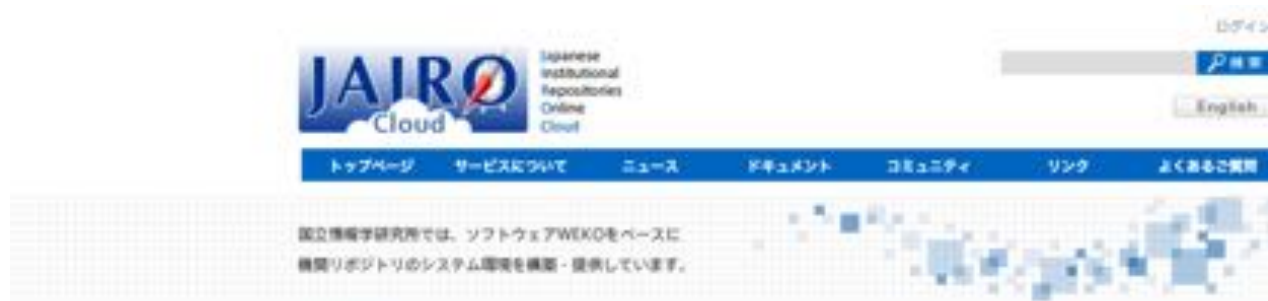 ログイン
JAIRO
Cloud
Japanese
Institutional
Repositories
Online
Cloud
検索
English
トップページ サービスについて ニュース ドキュメント コミュニティ リンク よくあるご質問
国立情報学研究所では、ソフトウェアWEKOをベースに
機関リポジトリのシステム環境を構築・提供しています。